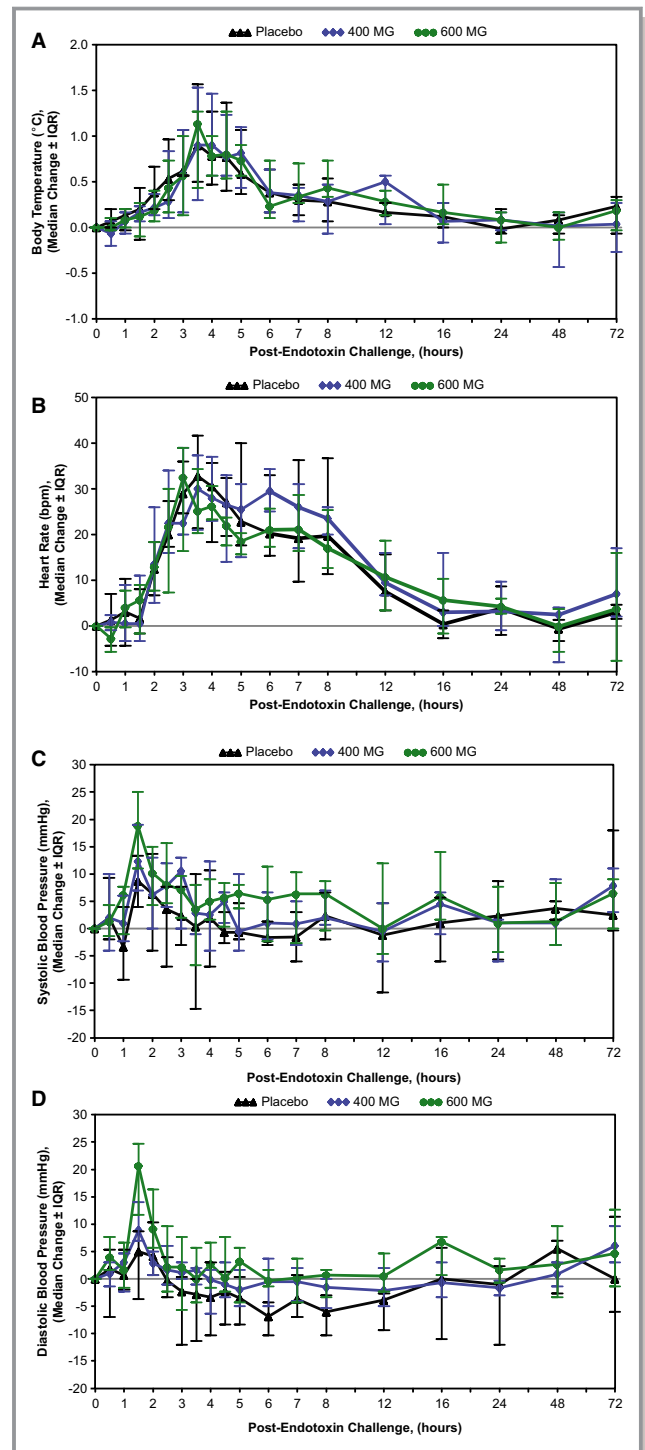 A
Placebo 400 MG 600 MG
Body Temperature (°C),
(Median Change ± IQR)
2.0
1.5
1.0
0.5
0.0
-0.5
-1.0
0 1 2 3 4 5 6 7 8 12 16 24 48 72
Post-Endotoxin Challenge, (hours)
B
Placebo 400 MG 600 MG
Heart Rate (bpm),
(Median Change ± IQR)
50
40
30
20
10
0
-10
0 1 2 3 4 5 6 7 8 12 16 24 48 72
Post-Endotoxin Challenge, (hours)
C
Placebo 400 MG 600 MG
Systolic Blood Pressure (mmHg),
(Median Change ± IQR)
30
25
20
15
10
5
0
-5
-10
-15
-20
0 1 2 3 4 5 6 7 8 12 16 24 48 72
Post-Endotoxin Challenge, (hours)
D
Placebo 400 MG 600 MG
Diastolic Blood Pressure (mmHg),
(Median Change ± IQR)
30
25
20
15
10
5
0
-5
-10
-15
-20
0 1 2 3 4 5 6 7 8 12 16 24 48 72
Post-Endotoxin Challenge, (hours)